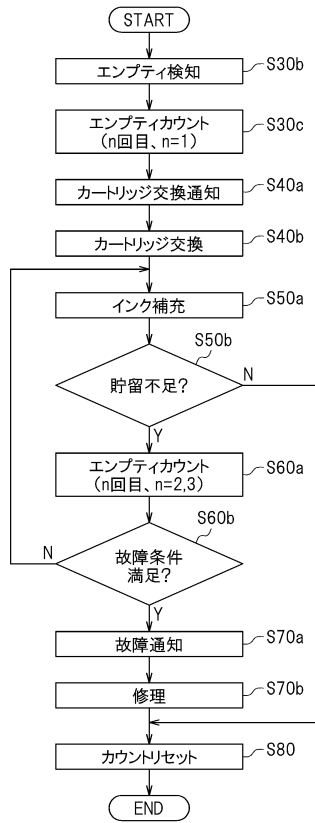 START
エンプティ検知
S30b
エンプティカウント
(n回目、n=1)
S30c
カートリッジ交換通知
S40a
カートリッジ交換
S40b
インク補充
S50a
S50b
貯留不足?
N
Y
エンプティカウント
(n回目、n=2,3)
S60a
S60b
N
故障条件
満足?
Y
故障通知
S70a
修理
S70b
カウントリセット
S80
END